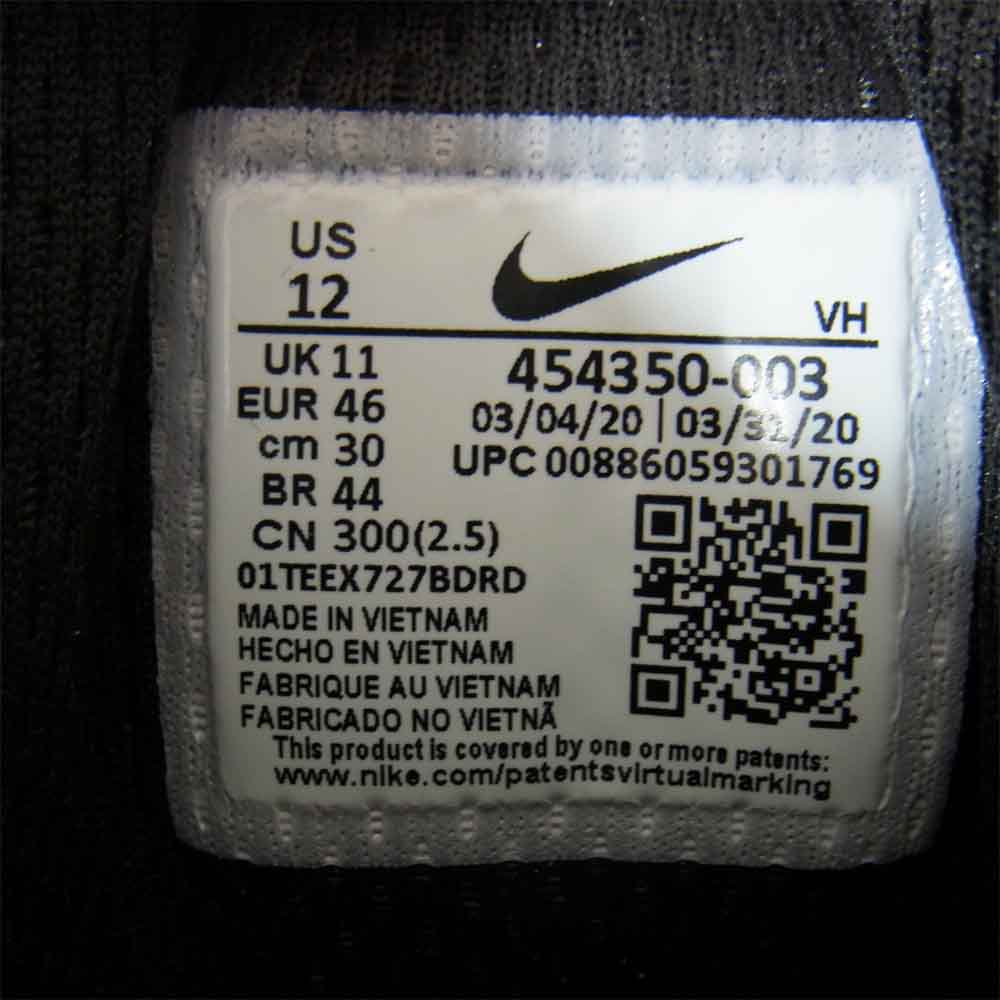 US
12
VH
UK 11
EUR 46
cm 30
BR 44
CN 300(2.5)
454350-003
03/04/20 | 03/31/20
UPC 00886059301769
01TEEX727BDRD
MADE IN VIETNAM
HECHO EN VIETNAM
FABRIQUE AU VIETNAM
FABRICADO NO VIETNÃ
This product is covered by one or more patents:
www.nike.com/patentsvirtualmarking